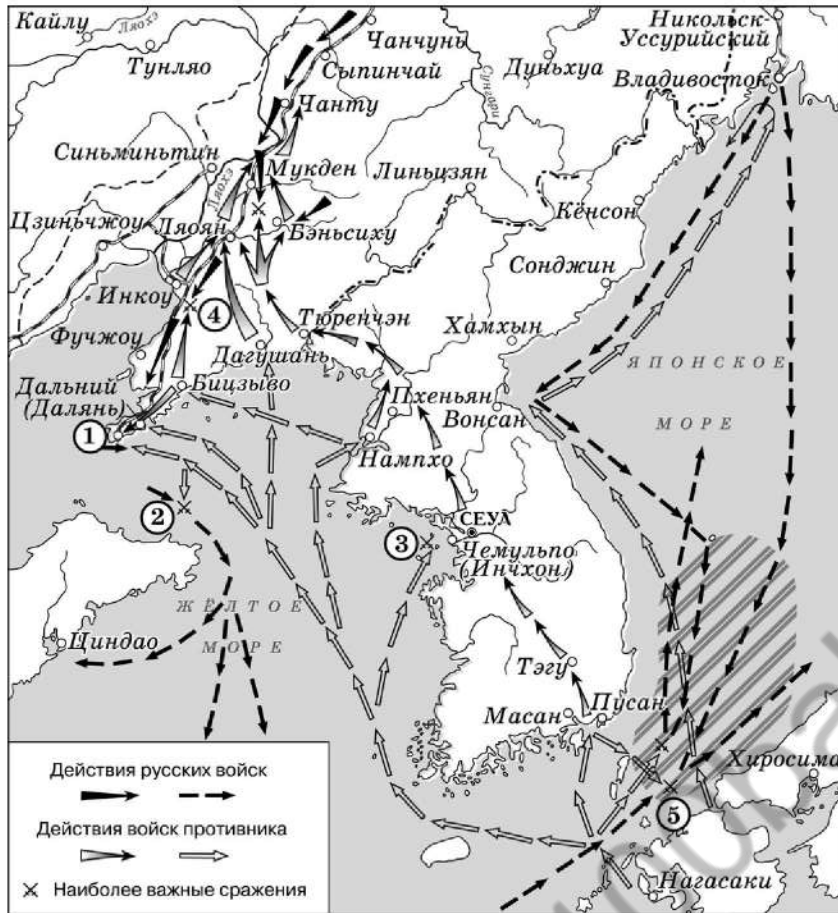 Кайлу
Ляохэ
Тунляо
Чанчунь
Сыпинчай
Сунгари
Дуньхуа
Никольск-
Уссурийский
Владивосток
Чанту
Синьминьтин
Ляохэ
Мукден
Линьцзян
Кёнсон
Цзиньчжоу
Ляоян
Бэньсиху
Сонджин
Инкоу
4
Тюренчэн
Хамхын
Фучжоу
Дагушань
ЯПОНСКОЕ
МОРЕ
Дальний
(Далянь)
Бицзыво
Пхеньян
Вонсан
1
Нампхо
2
3
СЕУЛ
Чемульпо
(Инчхон)
ЖЁЛТОЕ
МОРЕ
Циндао
Тэгу
Масан
Пусан
Хиросима
5
Нагасаки
Действия русских войск
Действия войск противника
Наиболее важные сражения